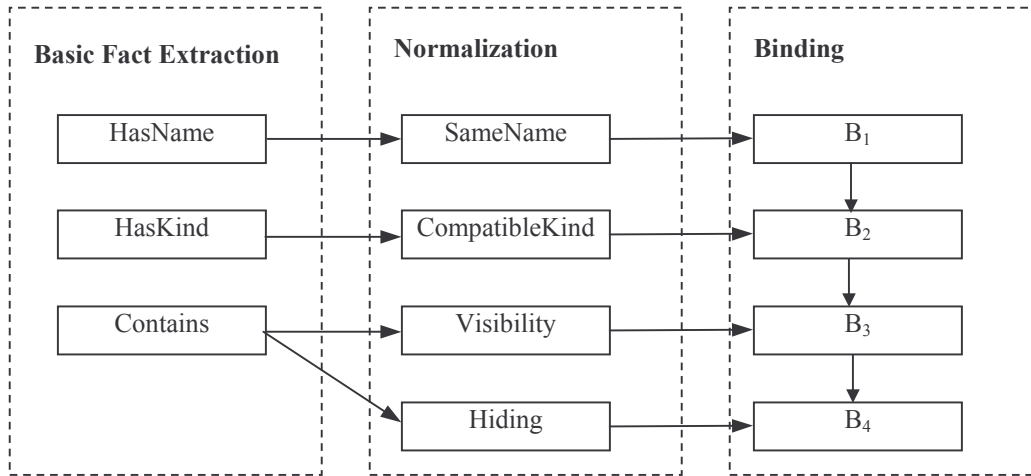 Basic Fact Extraction
Normalization
Binding
HasName
SameName
B₁
HasKind
CompatibleKind
B₂
Contains
Visibility
B₃
Hiding
B₄